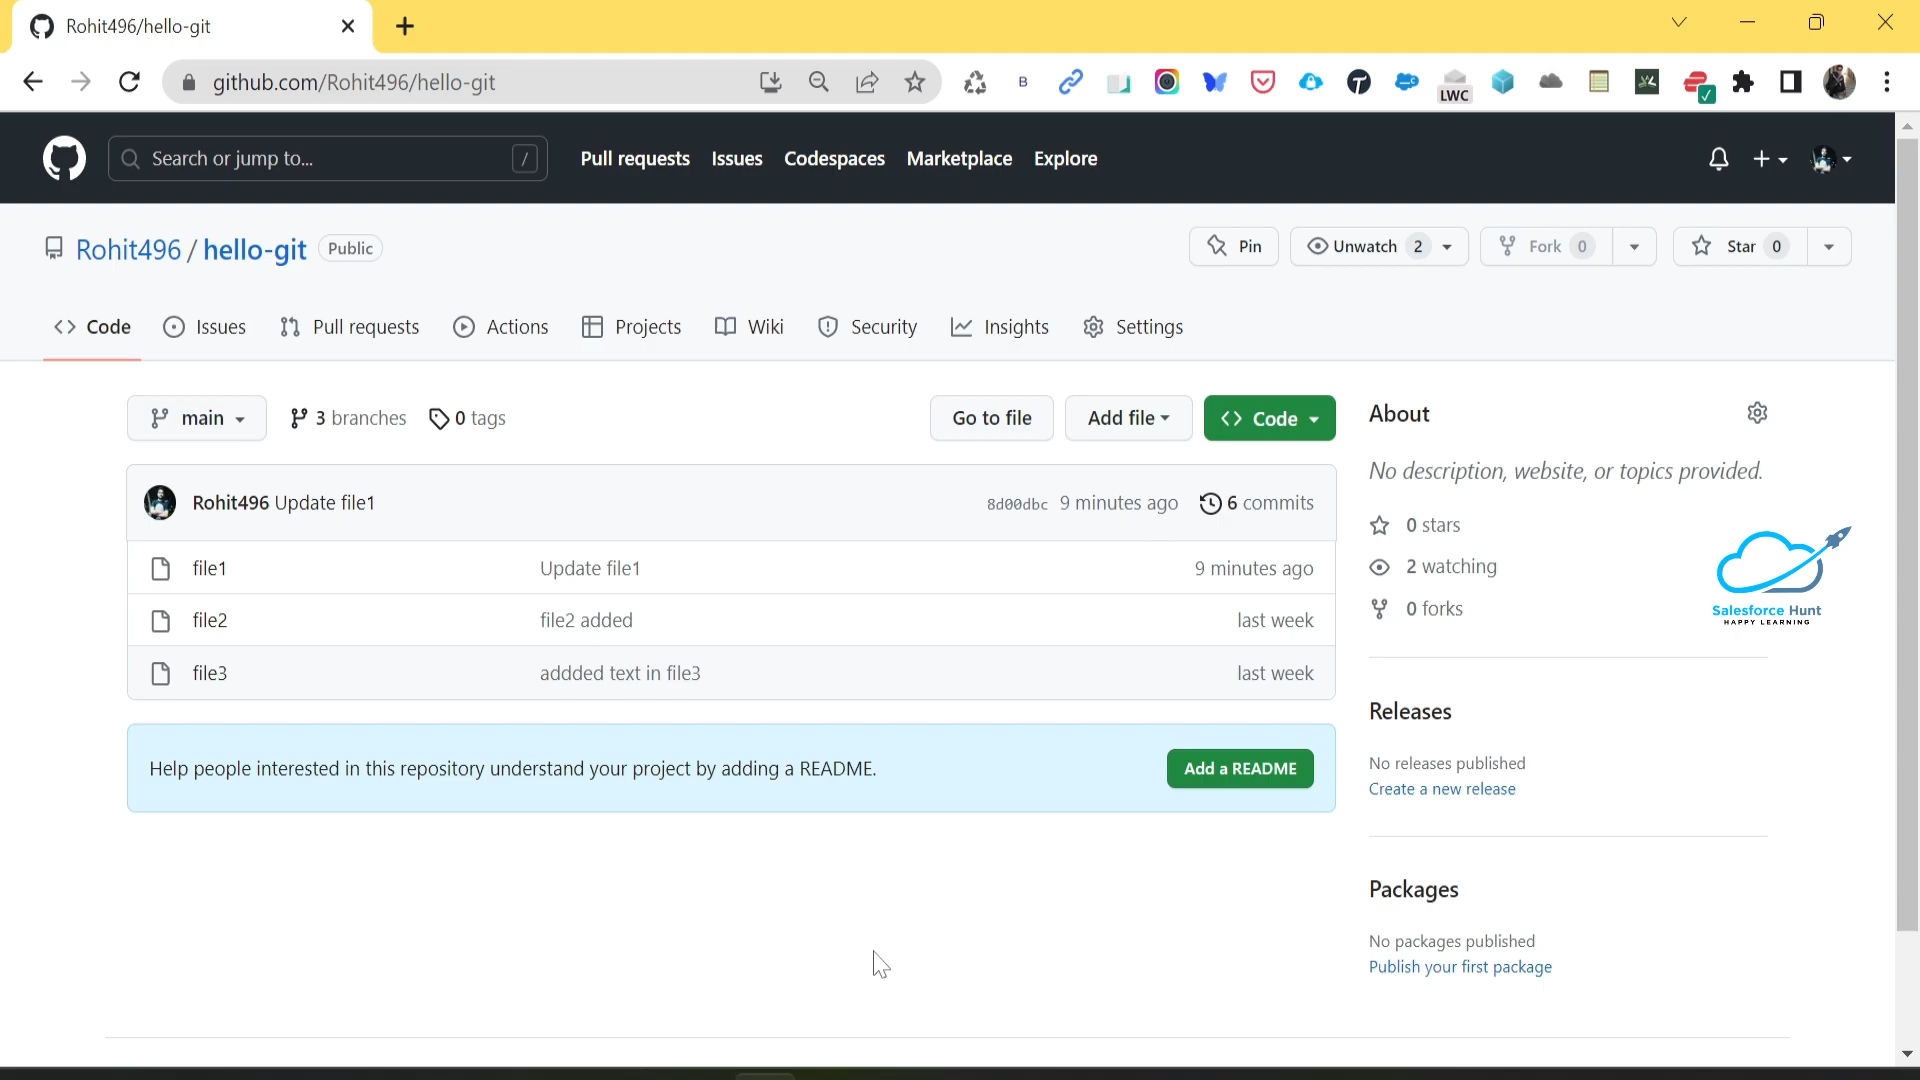 Rohit496/hello-git
github.com/Rohit496/hello-git
B
LWC
Search or jump to...
/
Pull requests
Issues
Codespaces
Marketplace
Explore
Rohit496 / hello-git
Public
Pin
Unwatch 2
Fork 0
Star 0
Code
Issues
Pull requests
Actions
Projects
Wiki
Security
Insights
Settings
main
3 branches
0 tags
Go to file
Add file
Code
Rohit496 Update file1
8d00dbc 9 minutes ago
6 commits
file1 Update file1 9 minutes ago
file2 file2 added last week
file3 addded text in file3 last week
Help people interested in this repository understand your project by adding a README.
Add a README
About
No description, website, or topics provided.
0 stars
2 watching
0 forks
Salesforce Hunt
HAPPY LEARNING
Releases
No releases published
Create a new release
Packages
No packages published
Publish your first package